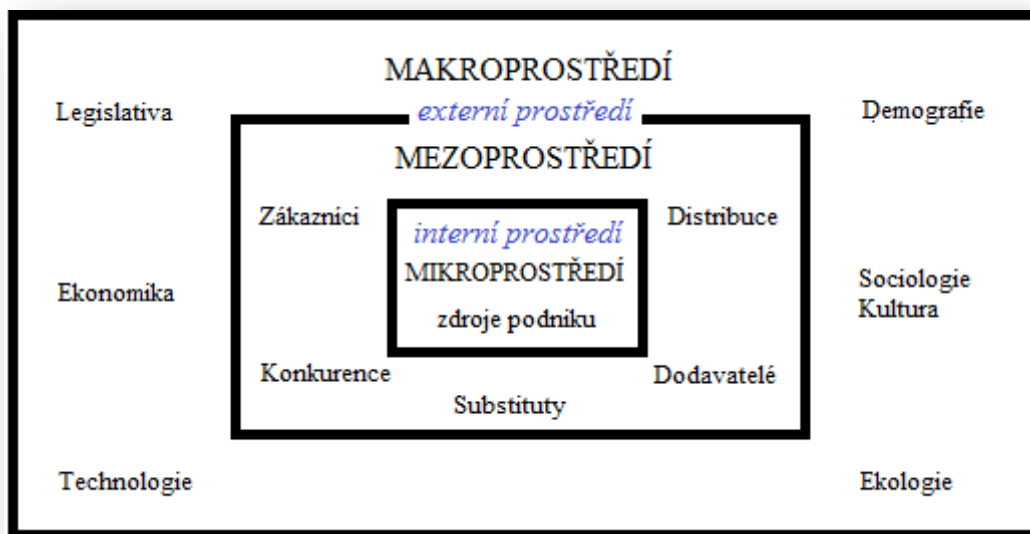 MAKROPROSTŘEDÍ
Legislativa
externí prostředí
Demografie
MEZOPROSTŘEDÍ
Zákazníci
Distribuce
interní prostředí
MIKROPROSTŘEDÍ
zdroje podniku
Ekonomika
Sociologie
Kultura
Konkurence
Dodavatelé
Substituty
Technologie
Ekologie